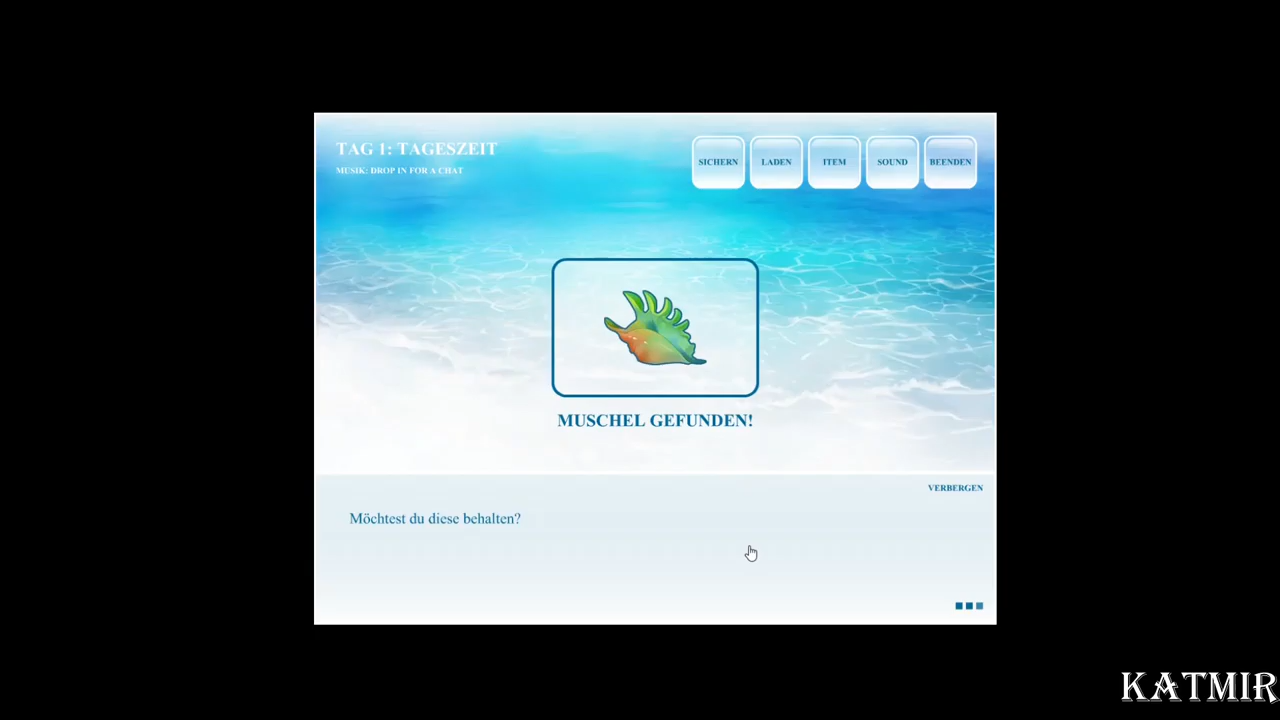 TAG 1: TAGESZEIT
MUSIK: DROP IN FOR A CHAT
SICHERN
LADEN
ITEM
SOUND
BEENDEN
MUSCHEL GEFUNDEN!
VERBERGEN
Möchtest du diese behalten?
KATMIR